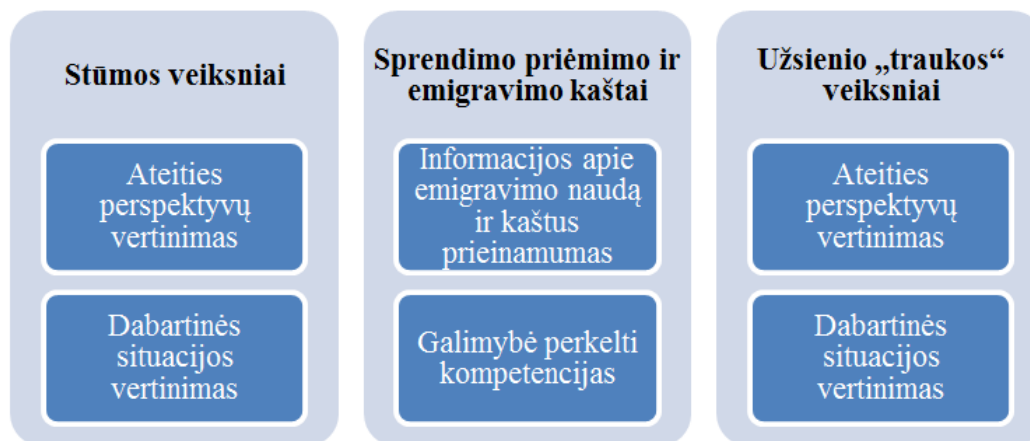 Stūmos veiksniai
Ateities
perspektyvų
vertinimas
Dabartinės
situacijos
vertinimas
Sprendimo priėmimo ir
emigravimo kaštai
Informacijos apie
emigravimo naudą
ir kaštus
prieinamumas
Galimybė perkelti
kompetencijas
Užsienio „traukos“
veiksniai
Ateities
perspektyvų
vertinimas
Dabartinės
situacijos
vertinimas